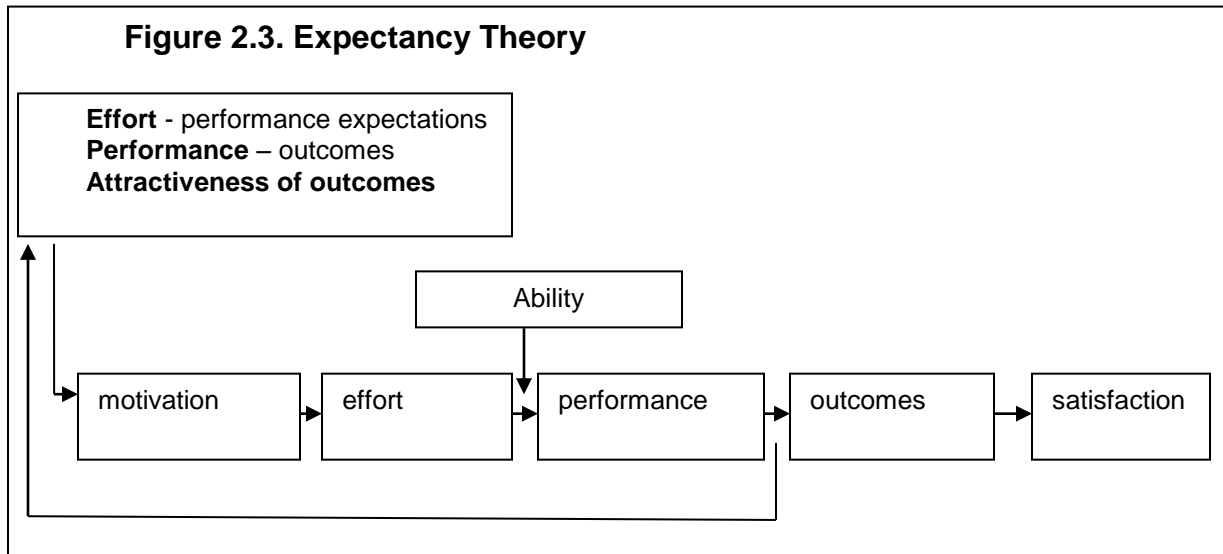 Figure 2.3. Expectancy Theory
Effort - performance expectations
Performance – outcomes
Attractiveness of outcomes
Ability
motivation
effort
performance
outcomes
satisfaction